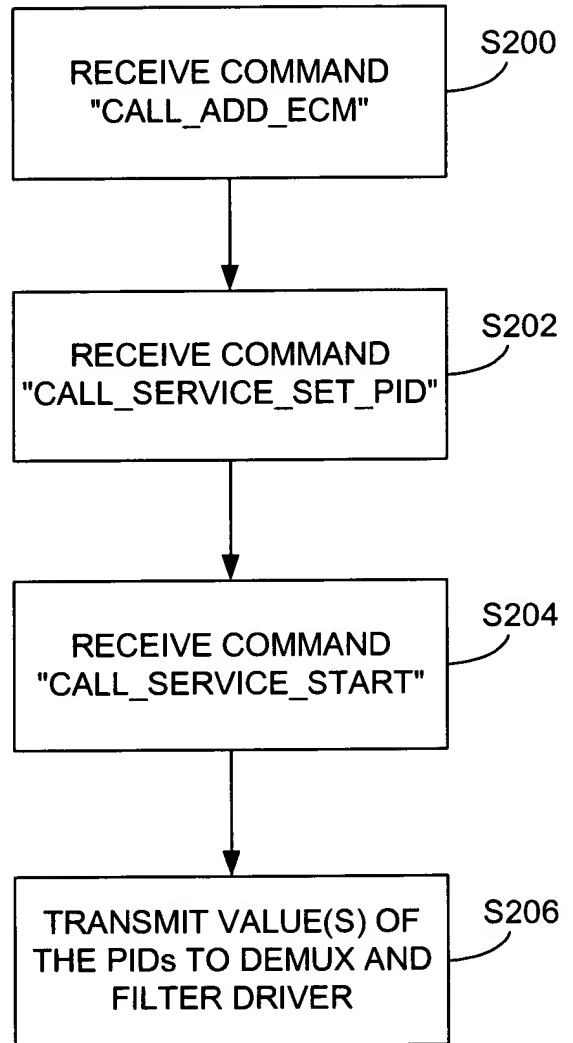 S200
RECEIVE COMMAND
"CALL_ADD_ECM"
S202
RECEIVE COMMAND
"CALL_SERVICE_SET_PID"
S204
RECEIVE COMMAND
"CALL_SERVICE_START"
S206
TRANSMIT VALUE(S) OF
THE PIDs TO DEMUX AND
FILTER DRIVER